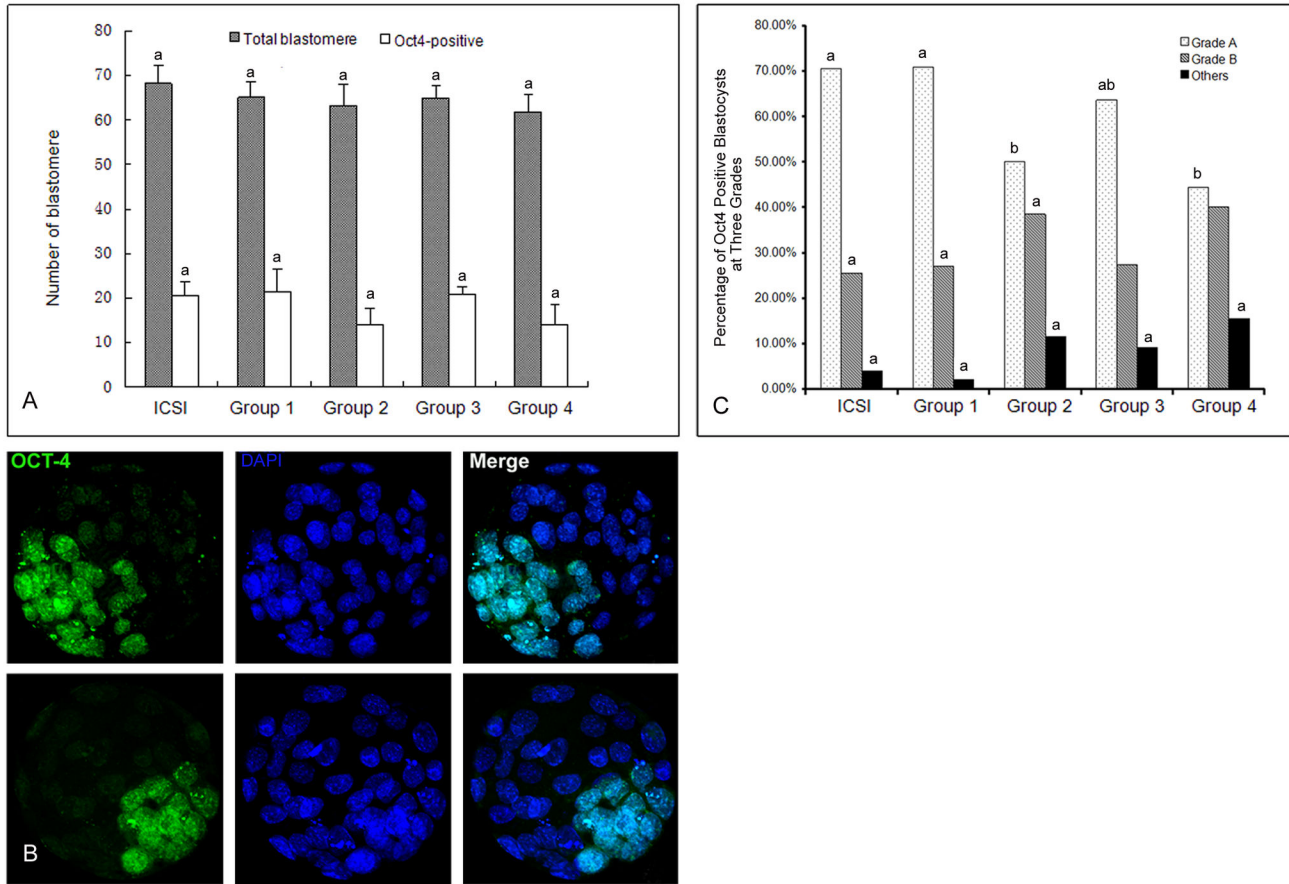 80
70
60
50
40
30
20
10
0
Number of blastomere
Total blastomere
Oct4-positive
a
a
a
a
a
a
a
a
a
a
ICSI
Group 1
Group 2
Group 3
Group 4
A
80.00%
70.00%
60.00%
50.00%
40.00%
30.00%
20.00%
10.00%
0.00%
Percentage of Oct4 Positive Blastocysts
at Three Grades
Grade A
Grade B
Others
a
a
a
a
a
a
b
a
a
ab
a
b
a
ICSI
Group 1
Group 2
Group 3
Group 4
C
OCT-4
DAPI
Merge
B